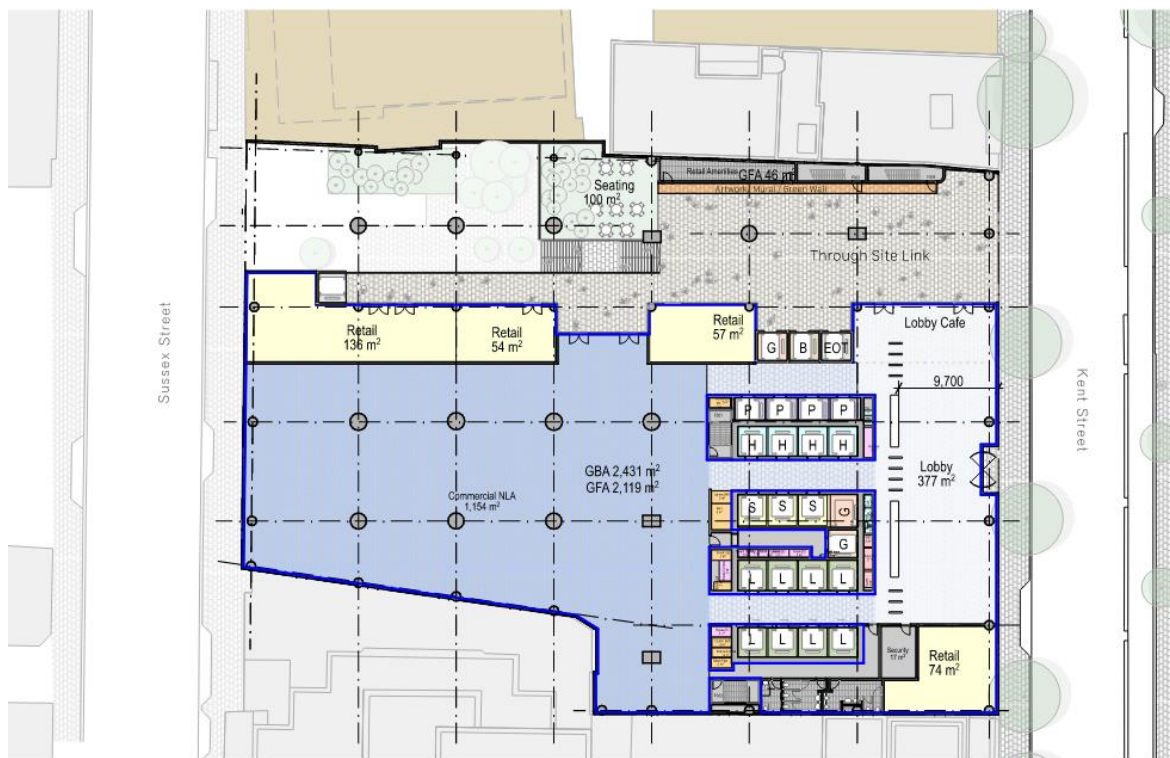 Retail Amenities
GFA 46 m²
Artwork/ Mural / Green Wall
Seating
100 m²
Through Site Link
Retail
136 m²
Retail
54 m²
Retail
57 m²
Lobby Cafe
G
B
EOT
9,700
Sussex Street
Kent Street
P
P
P
P
H
H
H
H
GBA 2,431 m²
GFA 2,119 m²
Commercial NLA
1,154 m²
Lobby
377 m²
S
S
S
G
G
L
L
L
L
L
L
L
L
Security
17 m²
Retail
74 m²